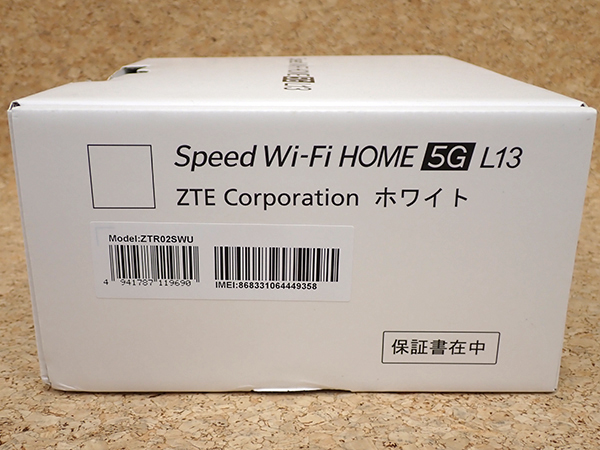 Speed Wi-Fi HOME 5G L13
ZTE Corporation ホワイト
Model:ZTR02SWU
4 941787 119690
IMEI:868331064449358
保証書在中